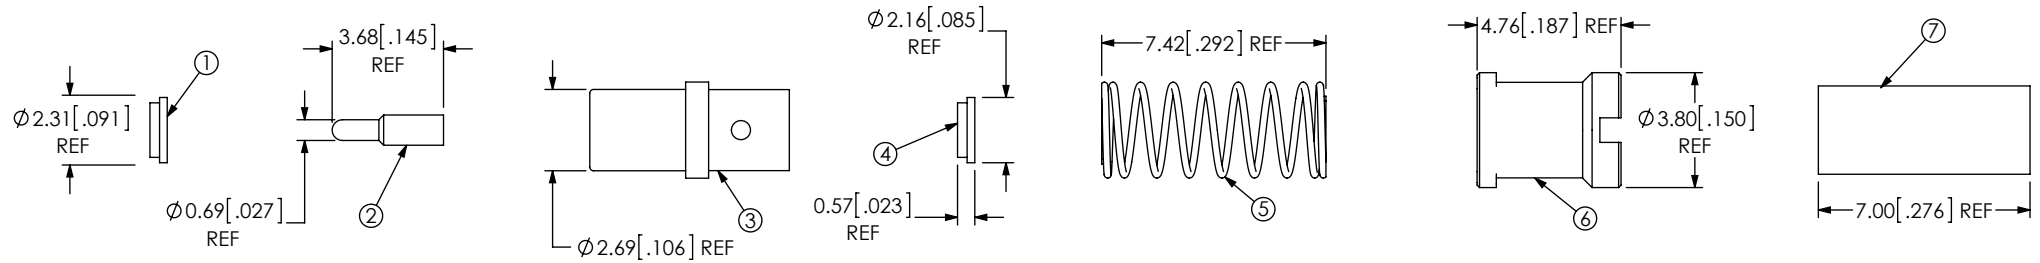 1
Ø2.31[.091]
REF
3.68[.145]
REF
Ø0.69[.027]
REF
2
Ø2.69[.106] REF
3
Ø2.16[.085]
REF
4
0.57[.023]
REF
7.42[.292] REF
5
4.76[.187] REF
Ø3.80[.150]
REF
6
7
7.00[.276] REF